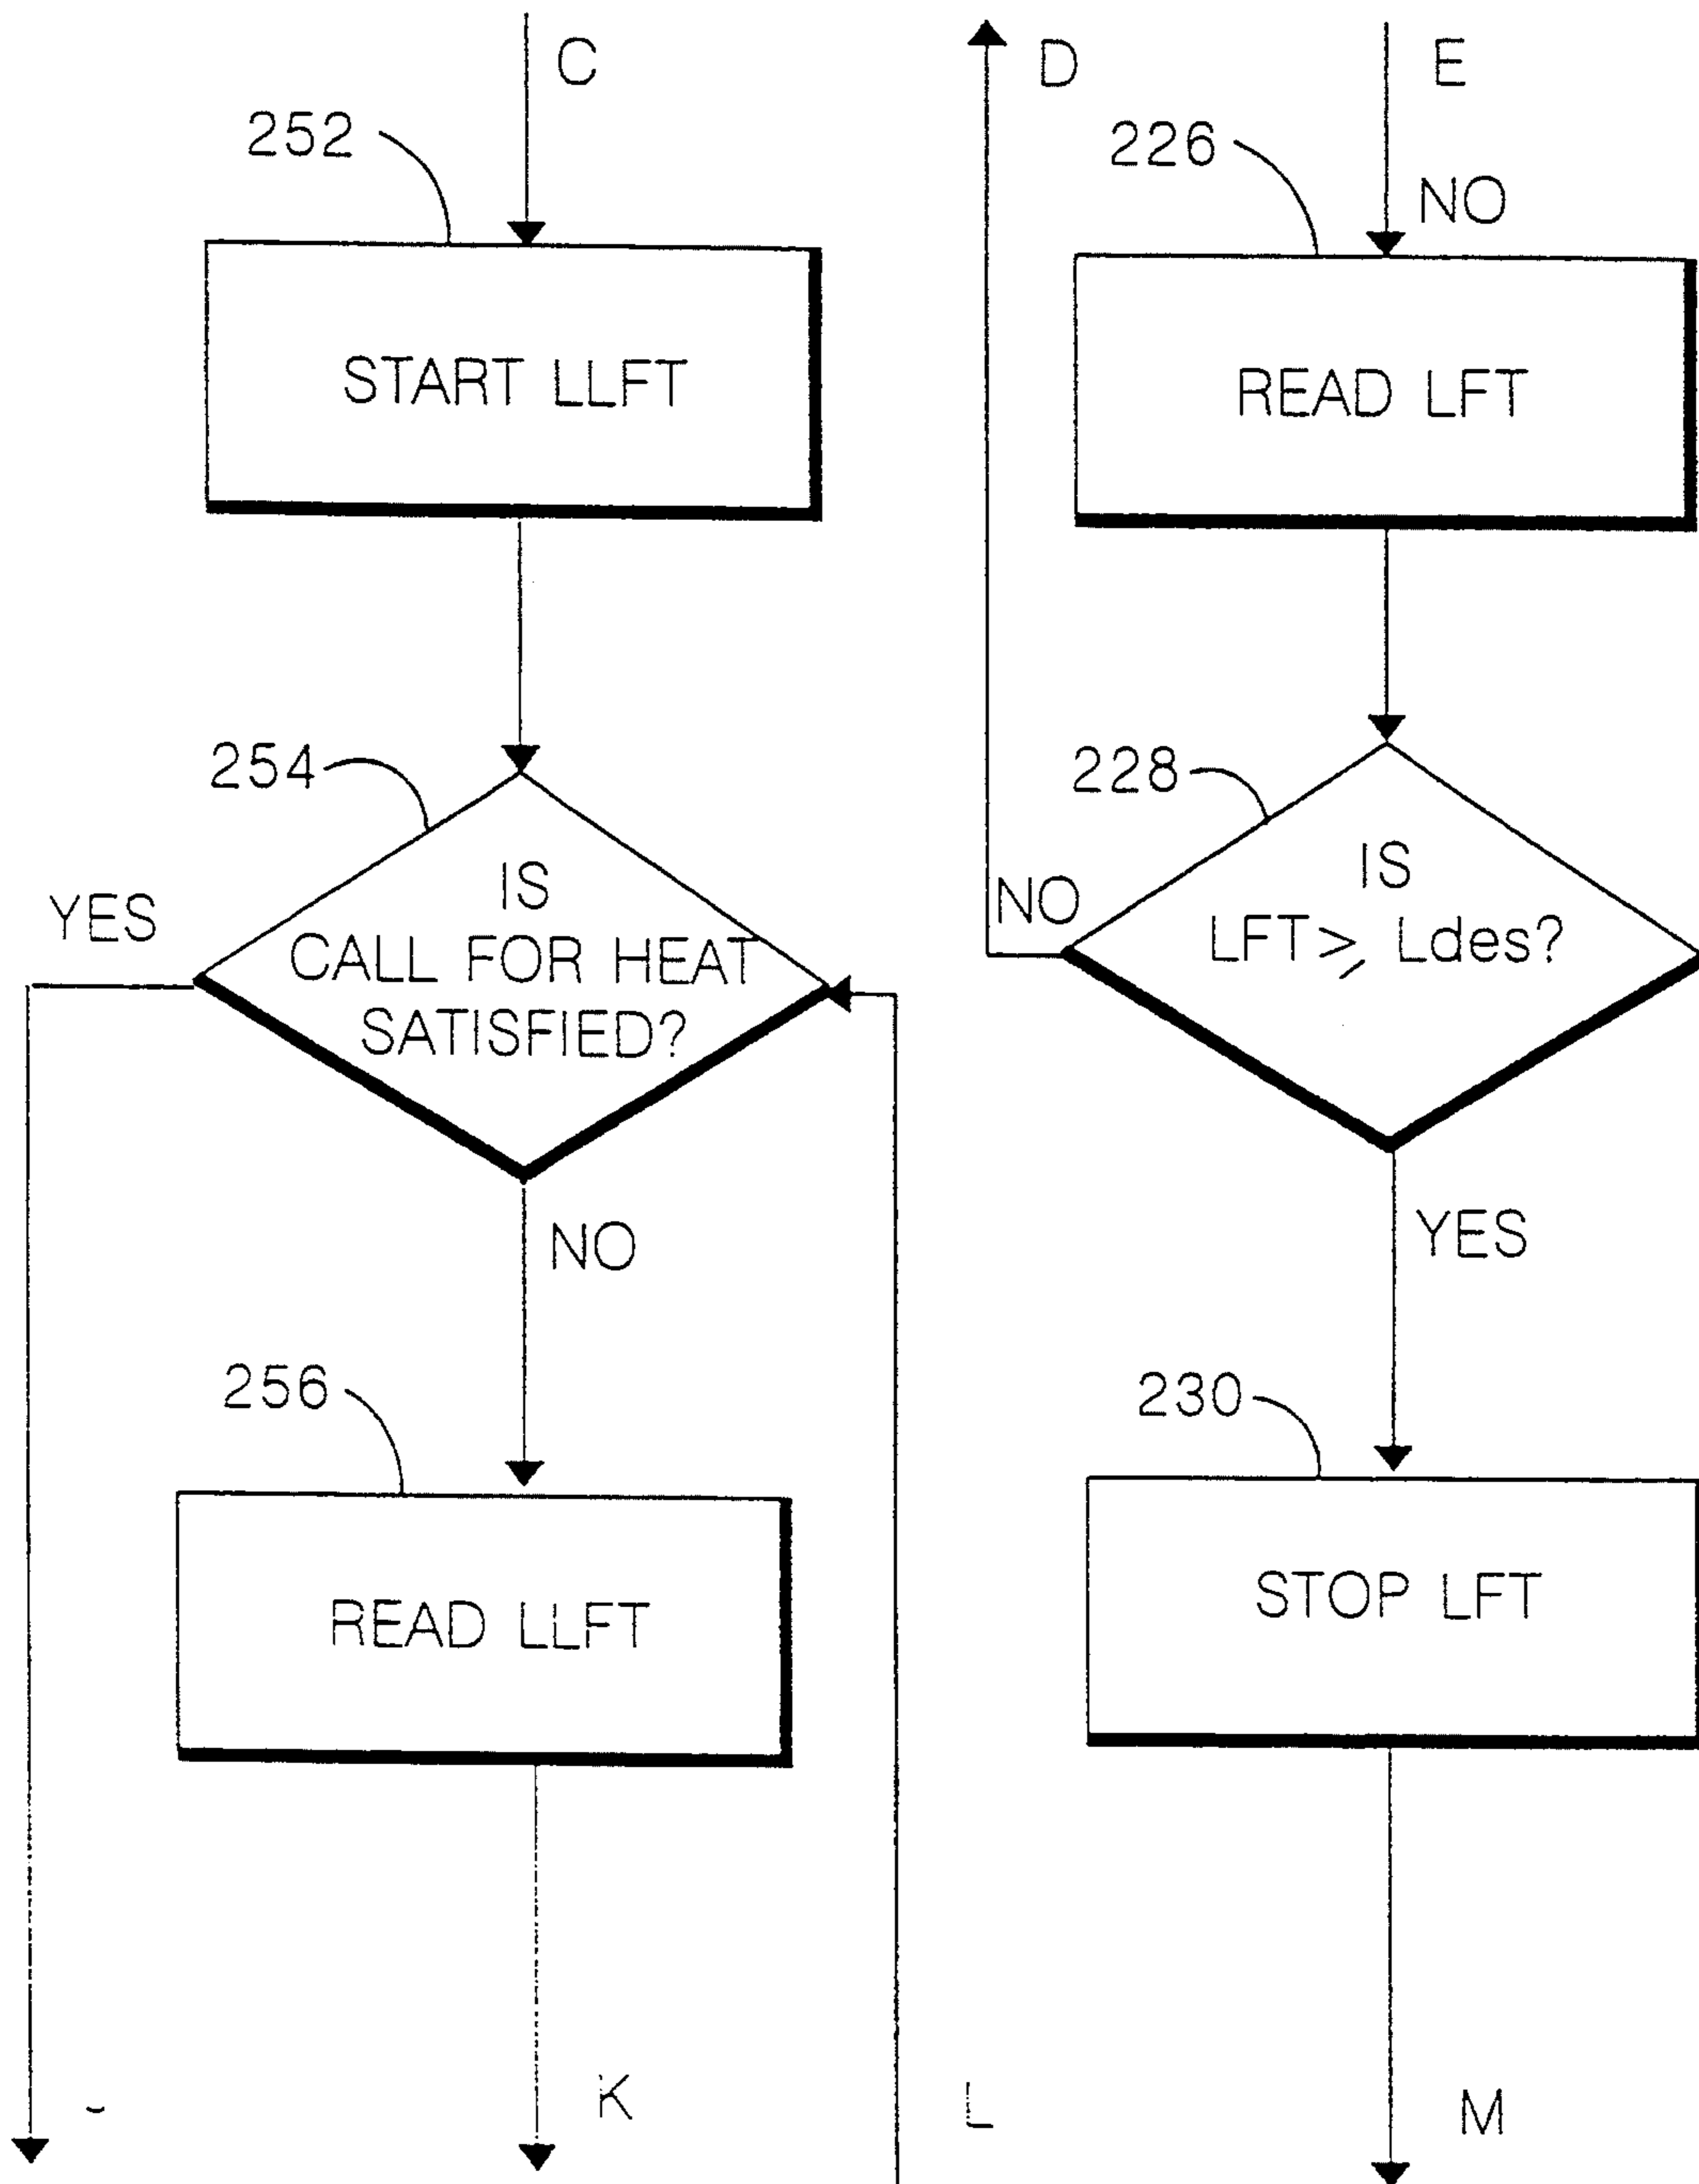 C
252
START LLFT
254
IS
CALL FOR HEAT
SATISFIED?
YES
NO
256
READ LLFT
K
L
D
E
226
NO
READ LFT
228
IS
LFT ≥ Ldes?
NO
YES
230
STOP LFT
M